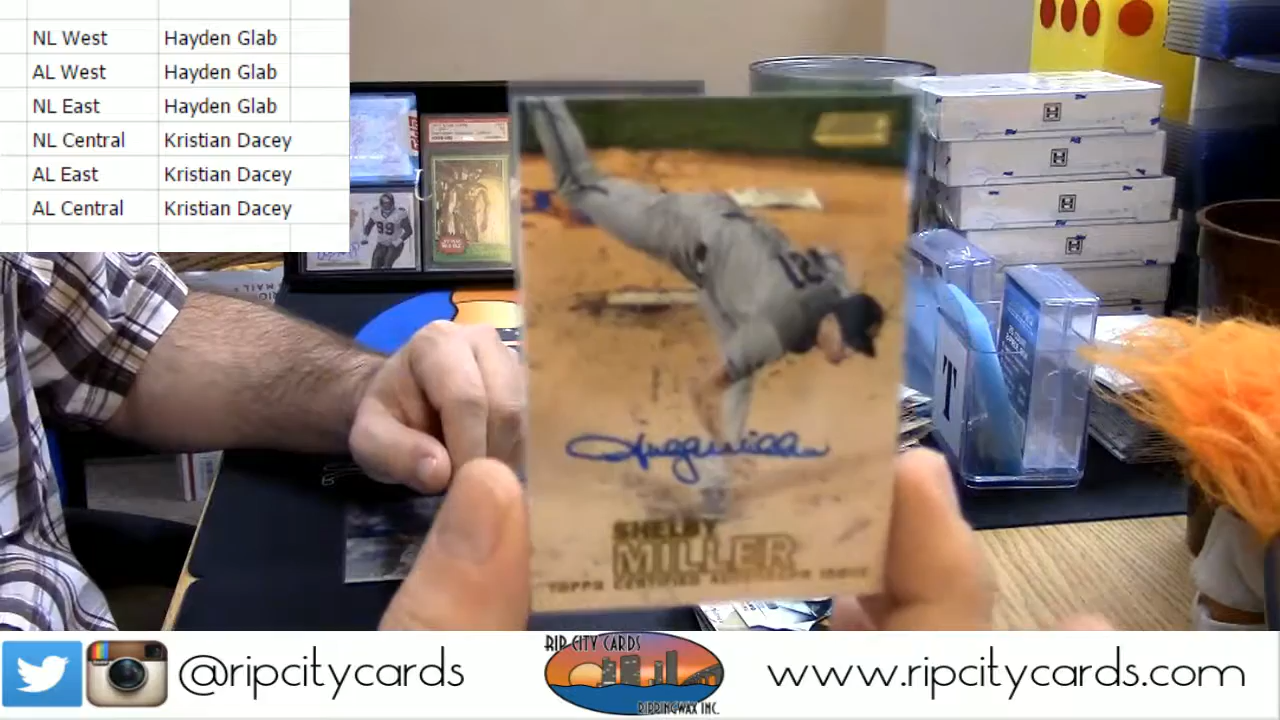 NL West Hayden Glab
AL West Hayden Glab
NL East Hayden Glab
NL Central Kristian Dacey
AL East Kristian Dacey
AL Central Kristian Dacey
99
T
SHELBY
MILLER
TOPPS CERTIFIED AUTOGRAPH ISSUE
@ripcitycards
RIP CITY CARDS
RIPPINGWAX INC.
www.ripcitycards.com